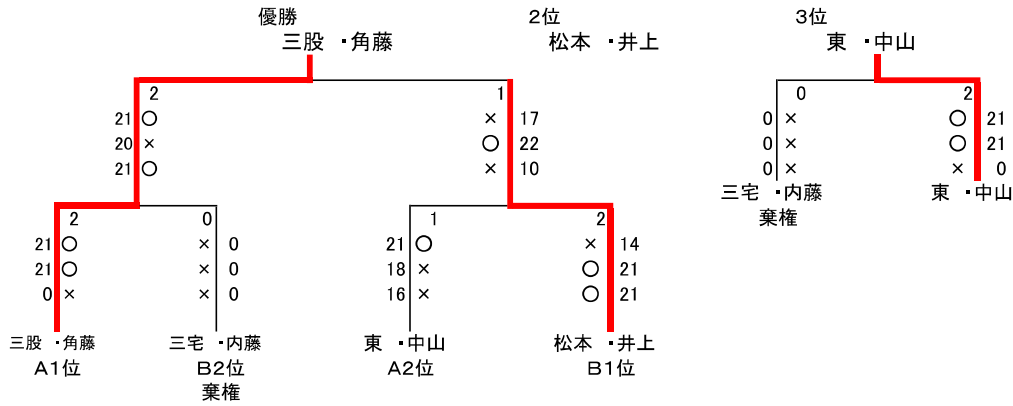 優勝 2位 3位
三股 ・角藤 松本 ・井上 東 ・中山
2 1 0 2
21 ○ × 17 0 × ○ 21
20 × ○ 22 0 × ○ 21
21 ○ × 10 0 × × 0
三宅 ・内藤 東 ・中山
棄権
2 0 1 2
21 ○ × 0 21 ○ × 14
21 ○ × 0 18 × ○ 21
0 × × 0 16 × ○ 21
三股 ・角藤 三宅 ・内藤 東 ・中山 松本 ・井上
A1位 B2位 A2位 B1位
棄権